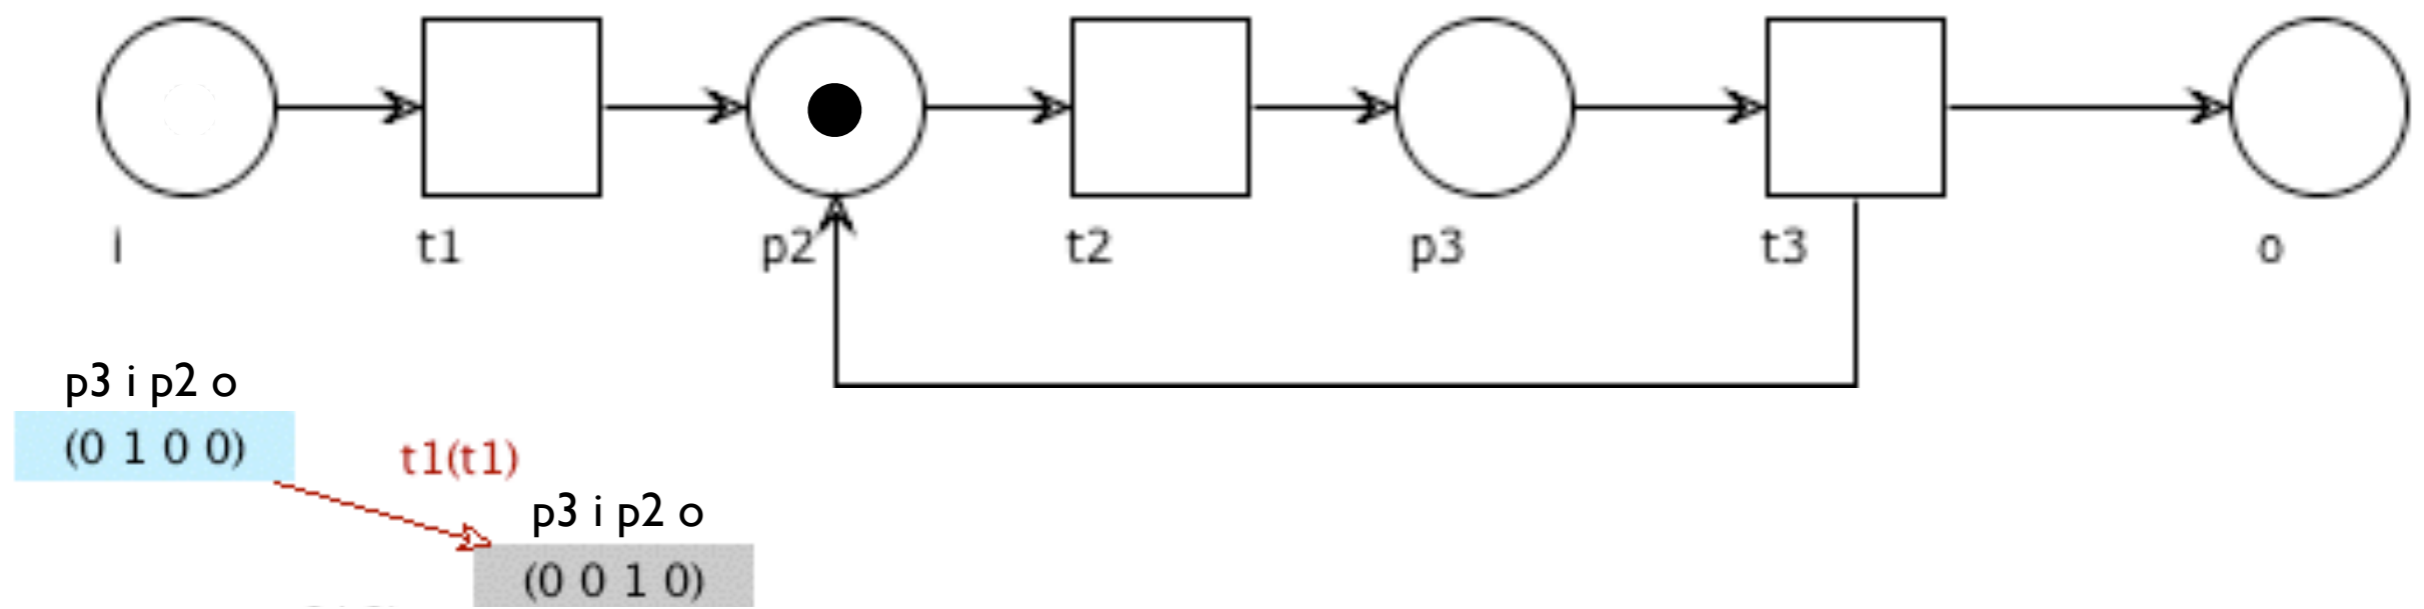 i t1 p2 t2 p3 t3 o
p3 i p2 o
(0 1 0 0)
t1(t1)
p3 i p2 o
(0 0 1 0)